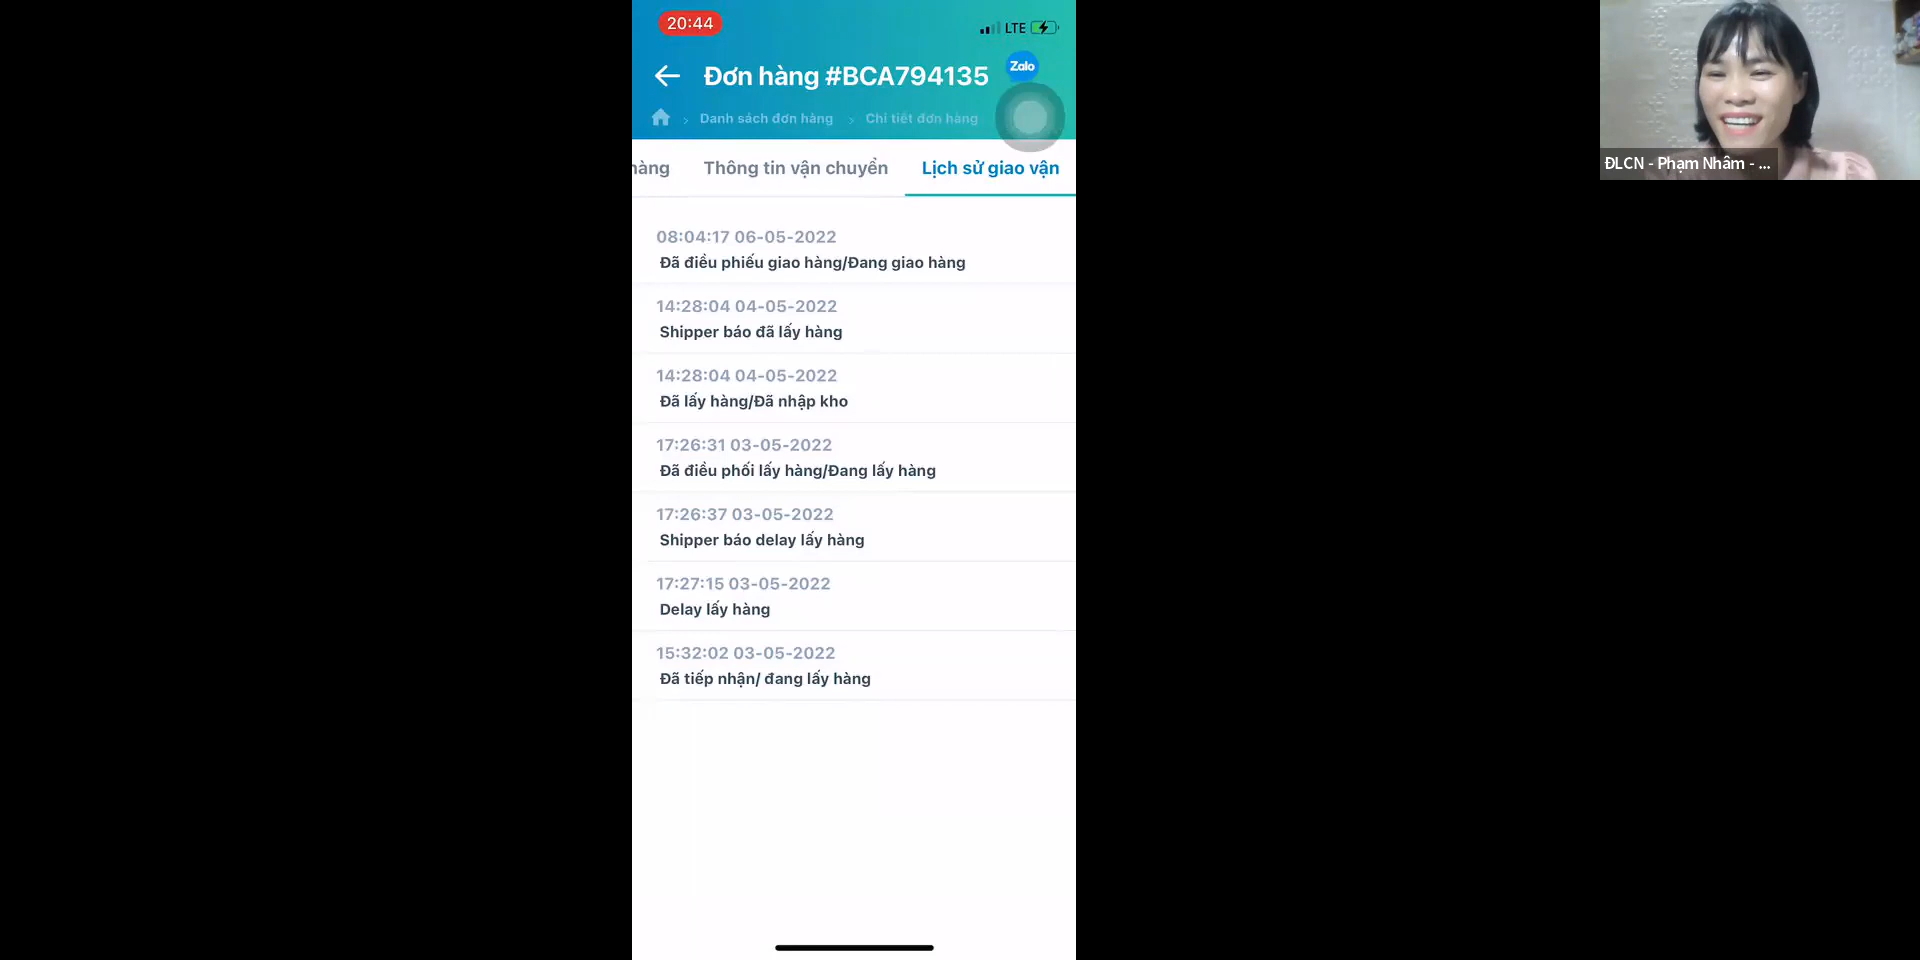 20:44
LTE
Đơn hàng #BCA794135
Zalo
Danh sách đơn hàng > Chi tiết đơn hàng
hàng Thông tin vận chuyển Lịch sử giao vận
08:04:17 06-05-2022
Đã điều phiếu giao hàng/Đang giao hàng
14:28:04 04-05-2022
Shipper báo đã lấy hàng
14:28:04 04-05-2022
Đã lấy hàng/Đã nhập kho
17:26:31 03-05-2022
Đã điều phối lấy hàng/Đang lấy hàng
17:26:37 03-05-2022
Shipper báo delay lấy hàng
17:27:15 03-05-2022
Delay lấy hàng
15:32:02 03-05-2022
Đã tiếp nhận/ đang lấy hàng
ĐLCN - Phạm Nhâm - ...